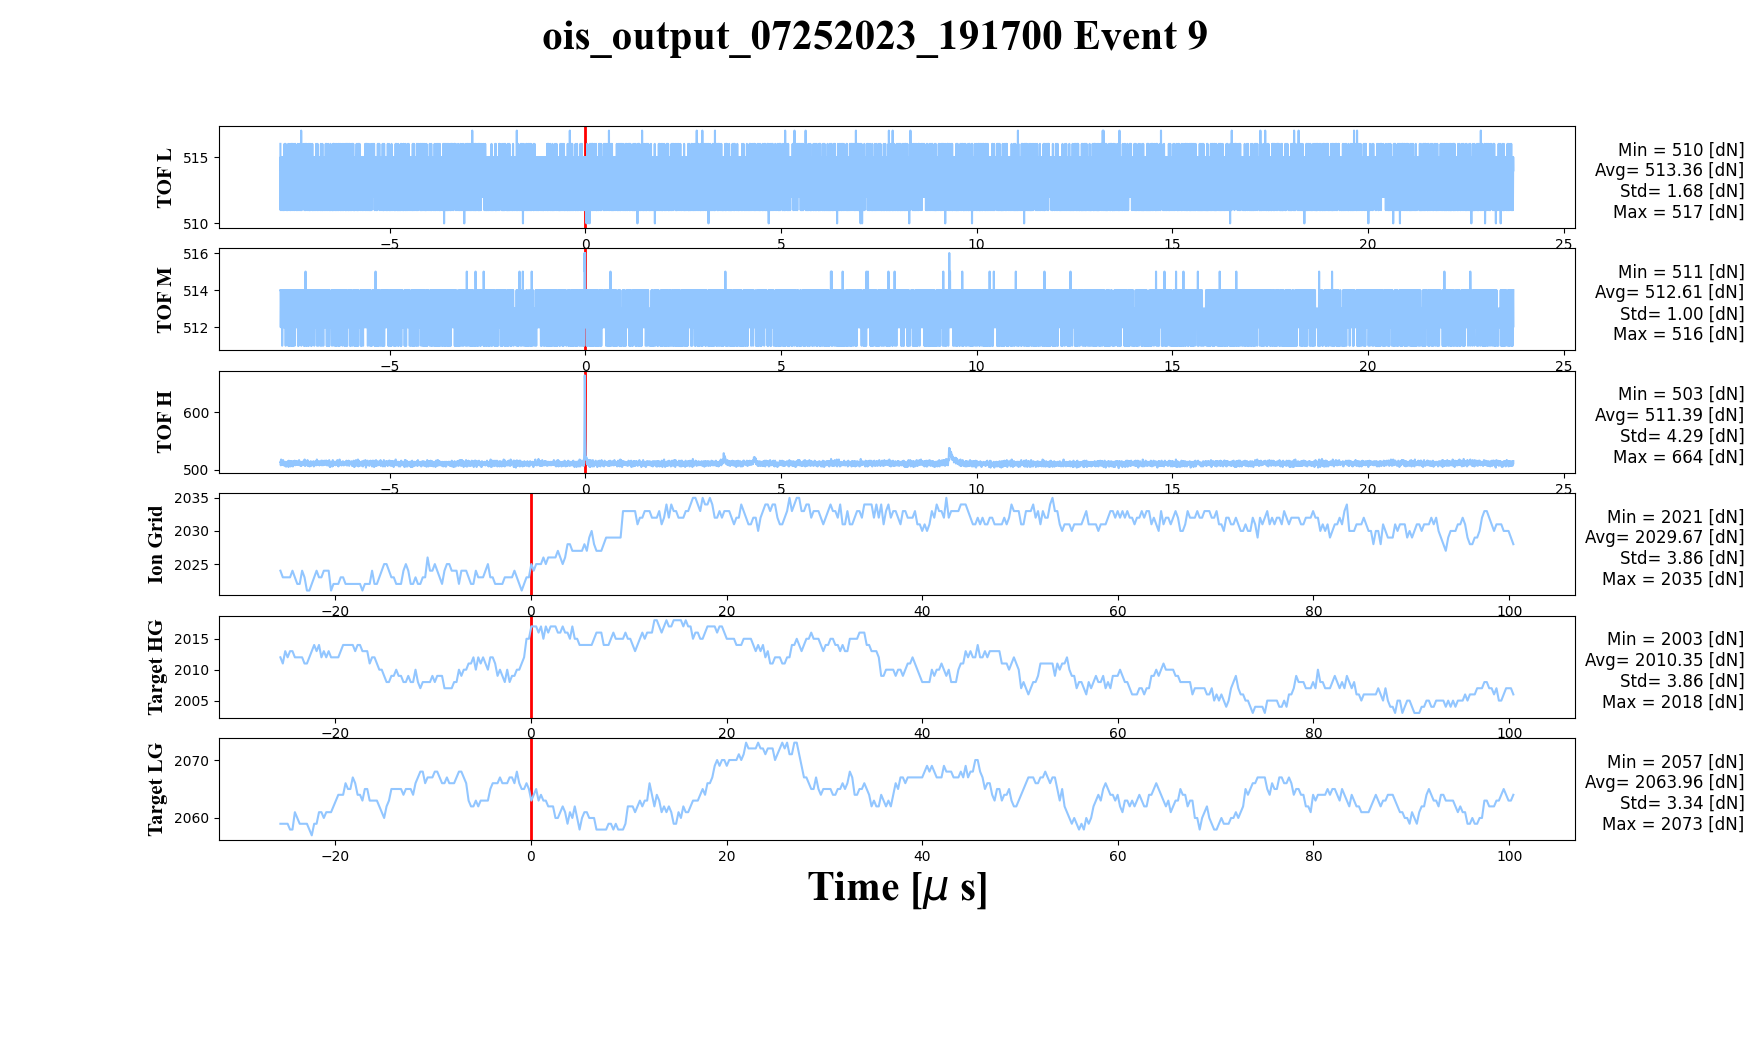 ois_output_07252023_191700 Event 9
TOF L
515
510
−5 0 5 10 15 20 25
Min = 510 [dN]
Avg= 513.36 [dN]
Std= 1.68 [dN]
Max = 517 [dN]
TOF M
516
514
512
−5 0 5 10 15 20 25
Min = 511 [dN]
Avg= 512.61 [dN]
Std= 1.00 [dN]
Max = 516 [dN]
TOF H
600
500
−5 0 5 10 15 20 25
Min = 503 [dN]
Avg= 511.39 [dN]
Std= 4.29 [dN]
Max = 664 [dN]
Ion Grid
2035
2030
2025
−20 0 20 40 60 80 100
Min = 2021 [dN]
Avg= 2029.67 [dN]
Std= 3.86 [dN]
Max = 2035 [dN]
Target HG
2015
2010
2005
−20 0 20 40 60 80 100
Min = 2003 [dN]
Avg= 2010.35 [dN]
Std= 3.86 [dN]
Max = 2018 [dN]
Target LG
2070
2060
−20 0 20 40 60 80 100
Min = 2057 [dN]
Avg= 2063.96 [dN]
Std= 3.34 [dN]
Max = 2073 [dN]
Time [μ s]